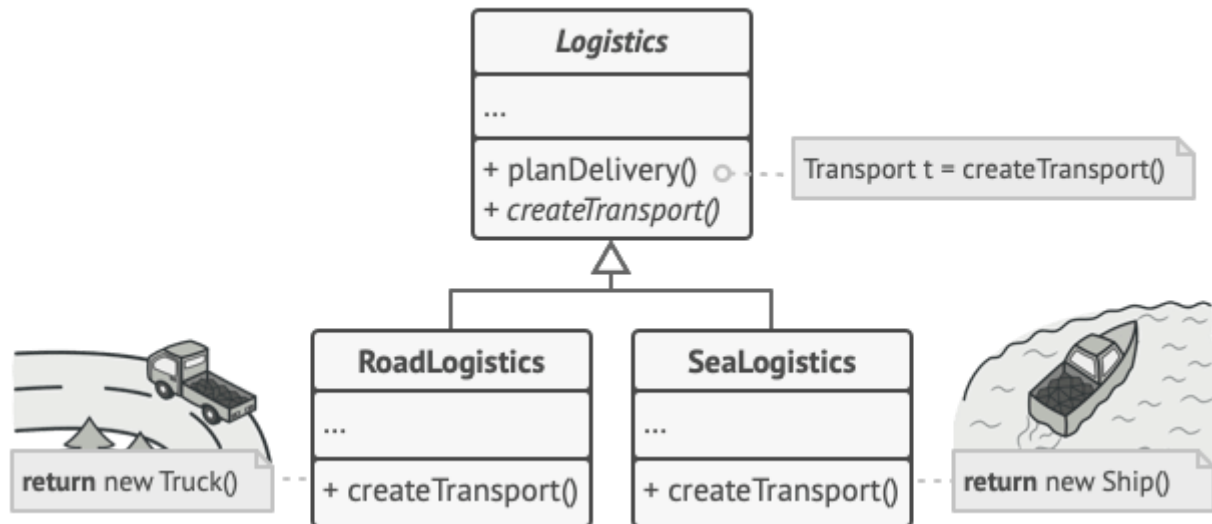 Logistics
...
+ planDelivery()
Transport t = createTransport()
+ createTransport()
RoadLogistics
...
+ createTransport()
return new Truck()
SeaLogistics
...
+ createTransport()
return new Ship()